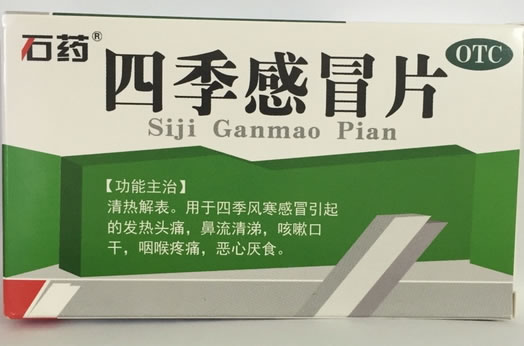 石药®
四季感冒片
OTC
Siji Ganmao Pian
【功能主治】
清热解表。用于四季风寒感冒引起
的发热头痛，鼻流清涕，咳嗽口
干，咽喉疼痛，恶心厌食。